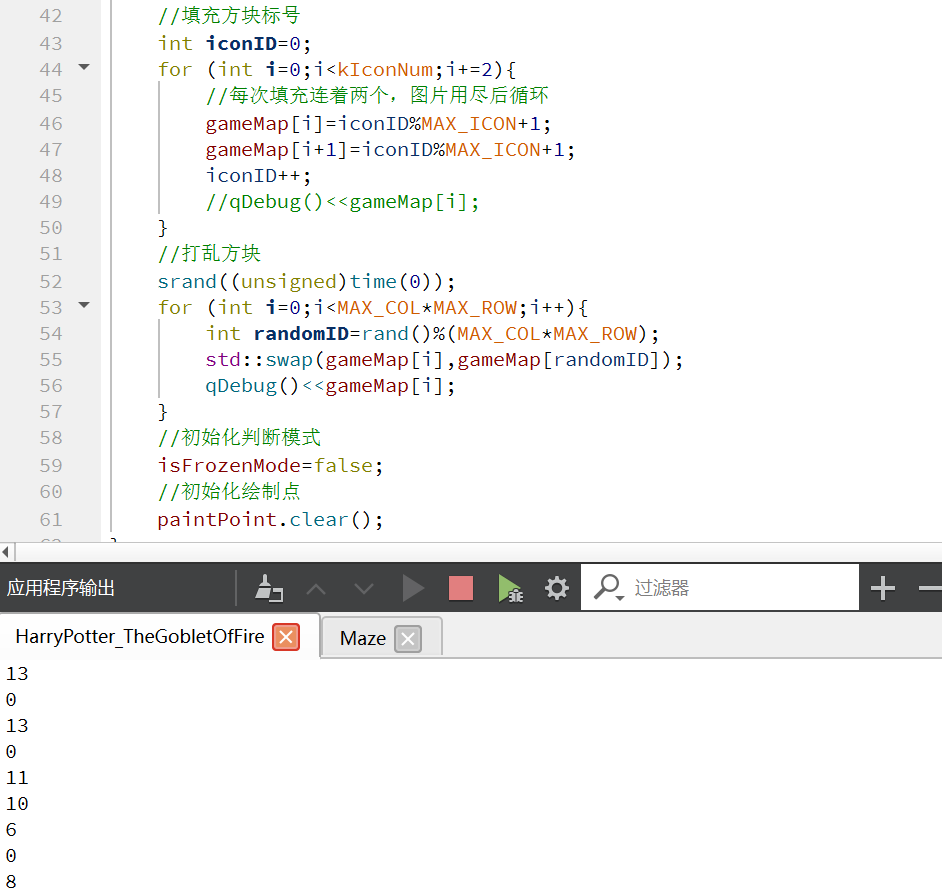 42 //填充方块标号
43 int iconID=0;
44 for (int i=0;i<kIconNum;i+=2){
45 //每次填充连着两个，图片用尽后循环
46 gameMap[i]=iconID%MAX_ICON+1;
47 gameMap[i+1]=iconID%MAX_ICON+1;
48 iconID++;
49 //qDebug()<<gameMap[i];
50 }
51 //打乱方块
52 srand((unsigned)time(0));
53 for (int i=0;i<MAX_COL*MAX_ROW;i++){
54 int randomID=rand()%(MAX_COL*MAX_ROW);
55 std::swap(gameMap[i],gameMap[randomID]);
56 qDebug()<<gameMap[i];
57 }
58 //初始化判断模式
59 isFrozenMode=false;
60 //初始化绘制点
61 paintPoint.clear();
应用程序输出 过滤器
HarryPotter_TheGobletOfFire Maze
13
0
13
0
11
10
6
0
8